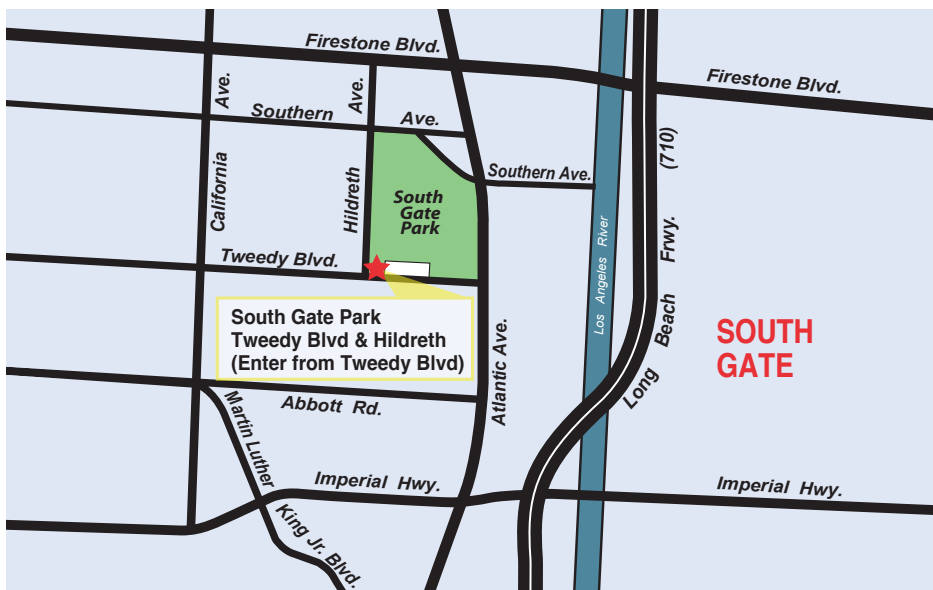 Firestone Blvd.
Firestone Blvd.
California Ave.
Hildreth Ave.
Southern Ave.
Southern Ave.
South
Gate
Park
Tweedy Blvd.
South Gate Park
Tweedy Blvd & Hildreth
(Enter from Tweedy Blvd)
Atlantic Ave.
Los Angeles River
Long Beach Frwy. (710)
SOUTH
GATE
Abbott Rd.
Martin Luther King Jr. Blvd.
Imperial Hwy.
Imperial Hwy.